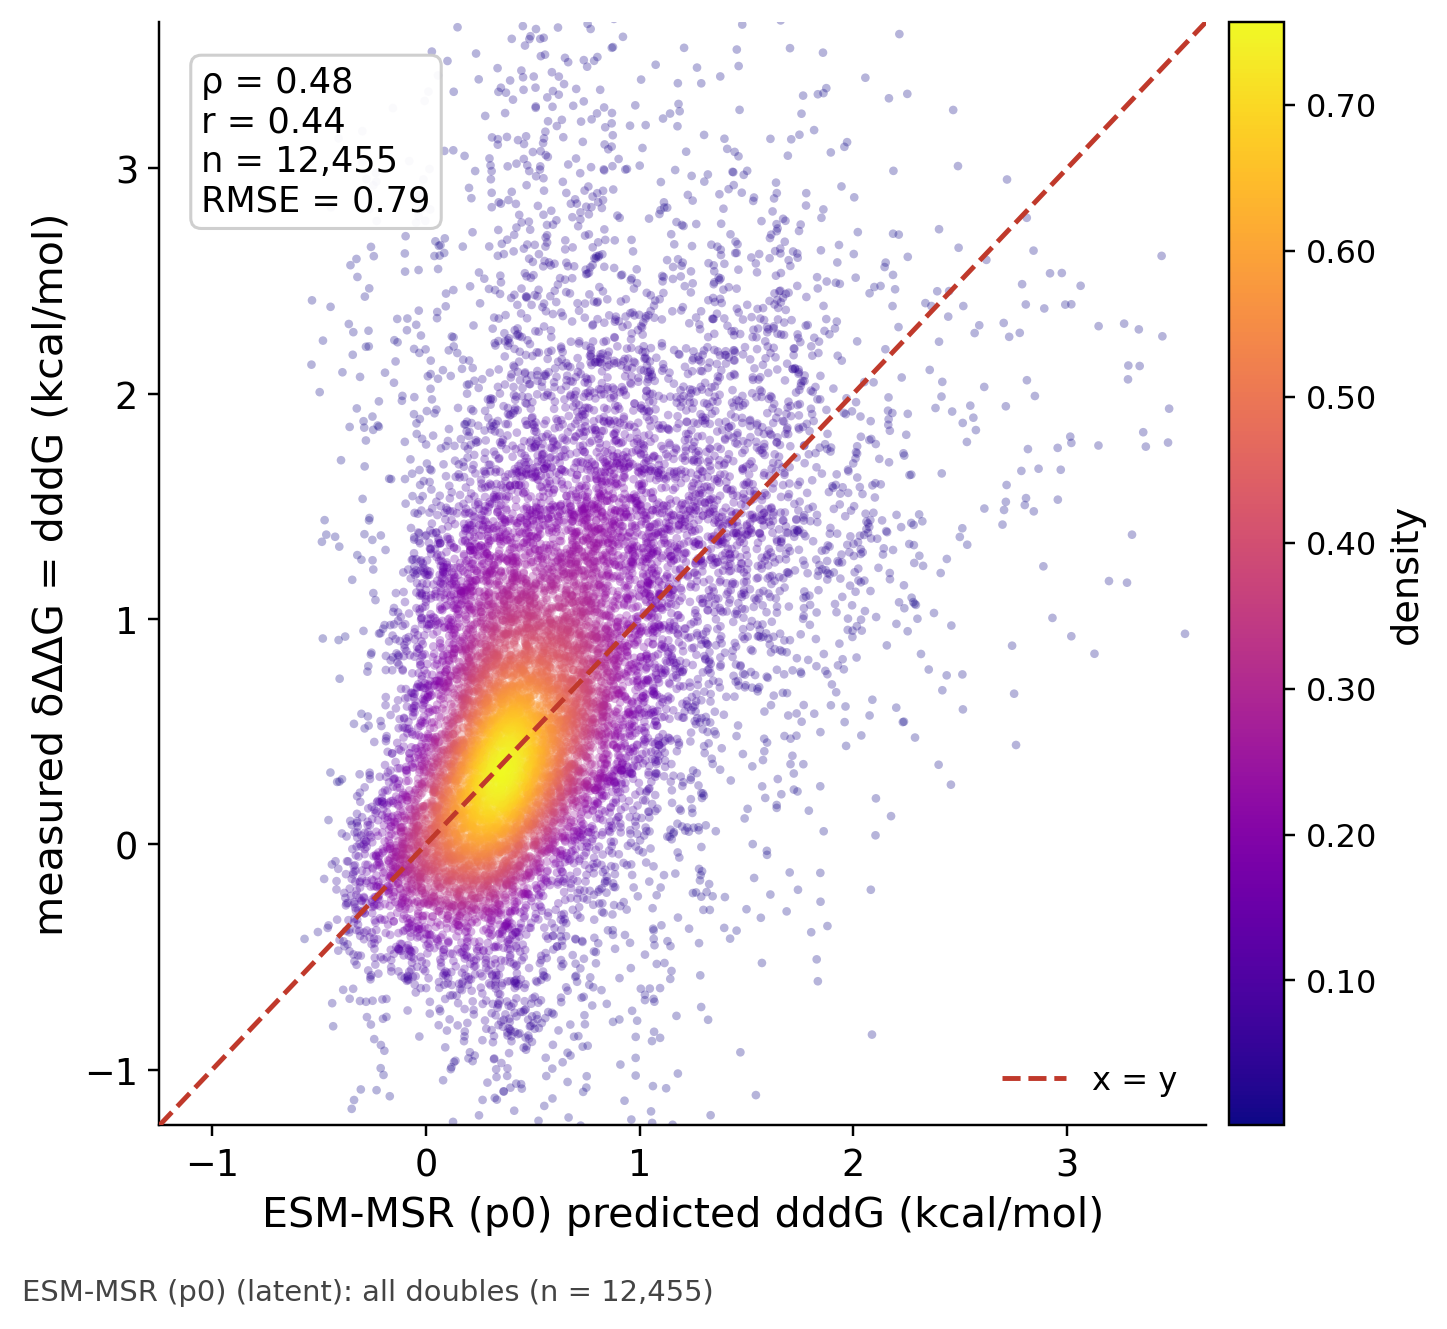 ρ = 0.48
r = 0.44
n = 12,455
RMSE = 0.79
measured δΔΔG = dddG (kcal/mol)
3
2
1
0
−1
−1
0
1
2
3
ESM-MSR (p0) predicted dddG (kcal/mol)
x = y
0.70
0.60
0.50
0.40
0.30
0.20
0.10
density
ESM-MSR (p0) (latent): all doubles (n = 12,455)